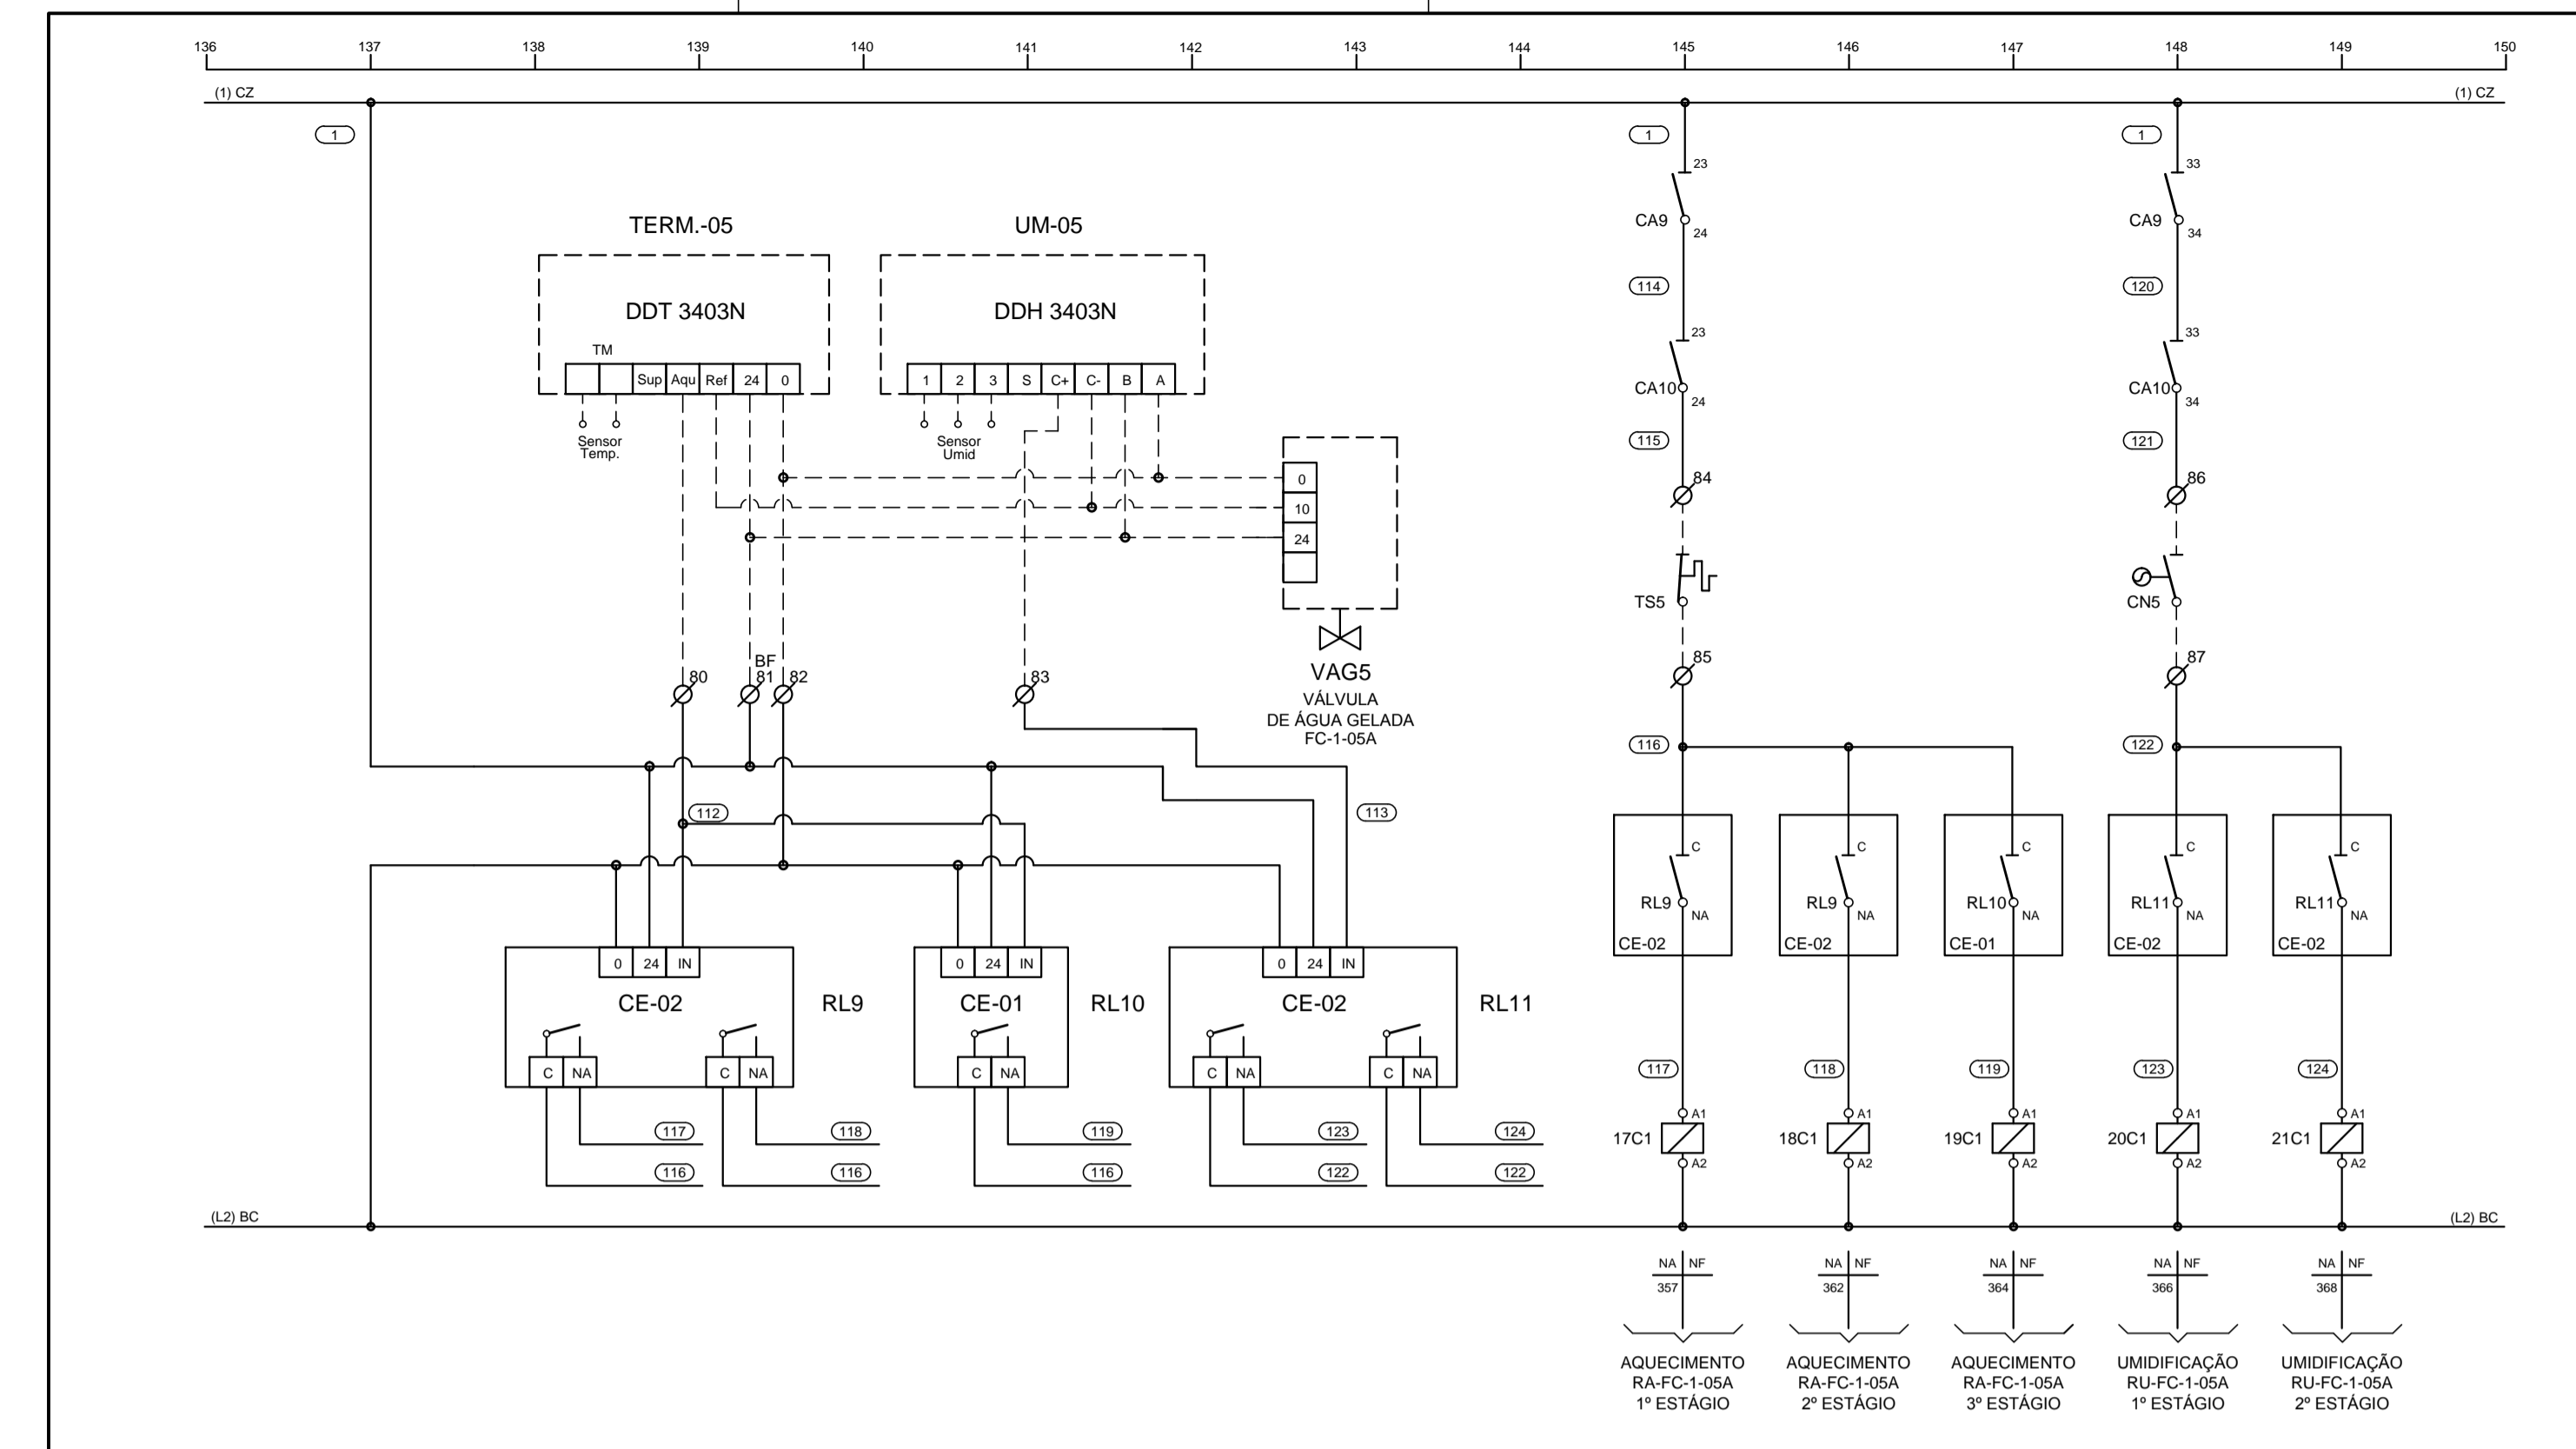 136 137 138 139 140 141 142 143 144 145 146 147 148 149 150
(1) CZ (1) CZ
1 1 1
23 33
CA9 CA9
24 34
TERM.-05 UM-05
114 120
DDT 3403N DDH 3403N
23 33
TM
Sup Aqu Ref 24 0
1 2 3 S C+ C- B A
CA10 CA10
24 34
115 121
Sensor
Temp.
Sensor
Umid
0
10
24
84 86
TS5 CN5
85 87
BF
80 81 82 83
VAG5
VÁLVULA
DE ÁGUA GELADA
FC-1-05A
116 122
112 113
C C C C C
RL9 RL9 RL10 RL11 RL11
NA NA NA NA NA
CE-02 CE-02 CE-01 CE-02 CE-02
0 24 IN 0 24 IN 0 24 IN
CE-02 RL9 CE-01 RL10 CE-02 RL11
C NA C NA C NA C NA C NA
117 118 119 123 124
A1 A1 A1 A1 A1
17C1 18C1 19C1 20C1 21C1
A2 A2 A2 A2 A2
117 118 119 123 124
116 116 116 122 122
(L2) BC (L2) BC
NA NF NA NF NA NF NA NF NA NF
357 362 364 366 368
AQUECIMENTO
RA-FC-1-05A
1º ESTÁGIO
AQUECIMENTO
RA-FC-1-05A
2º ESTÁGIO
AQUECIMENTO
RA-FC-1-05A
3º ESTÁGIO
UMIDIFICAÇÃO
RU-FC-1-05A
1º ESTÁGIO
UMIDIFICAÇÃO
RU-FC-1-05A
2º ESTÁGIO